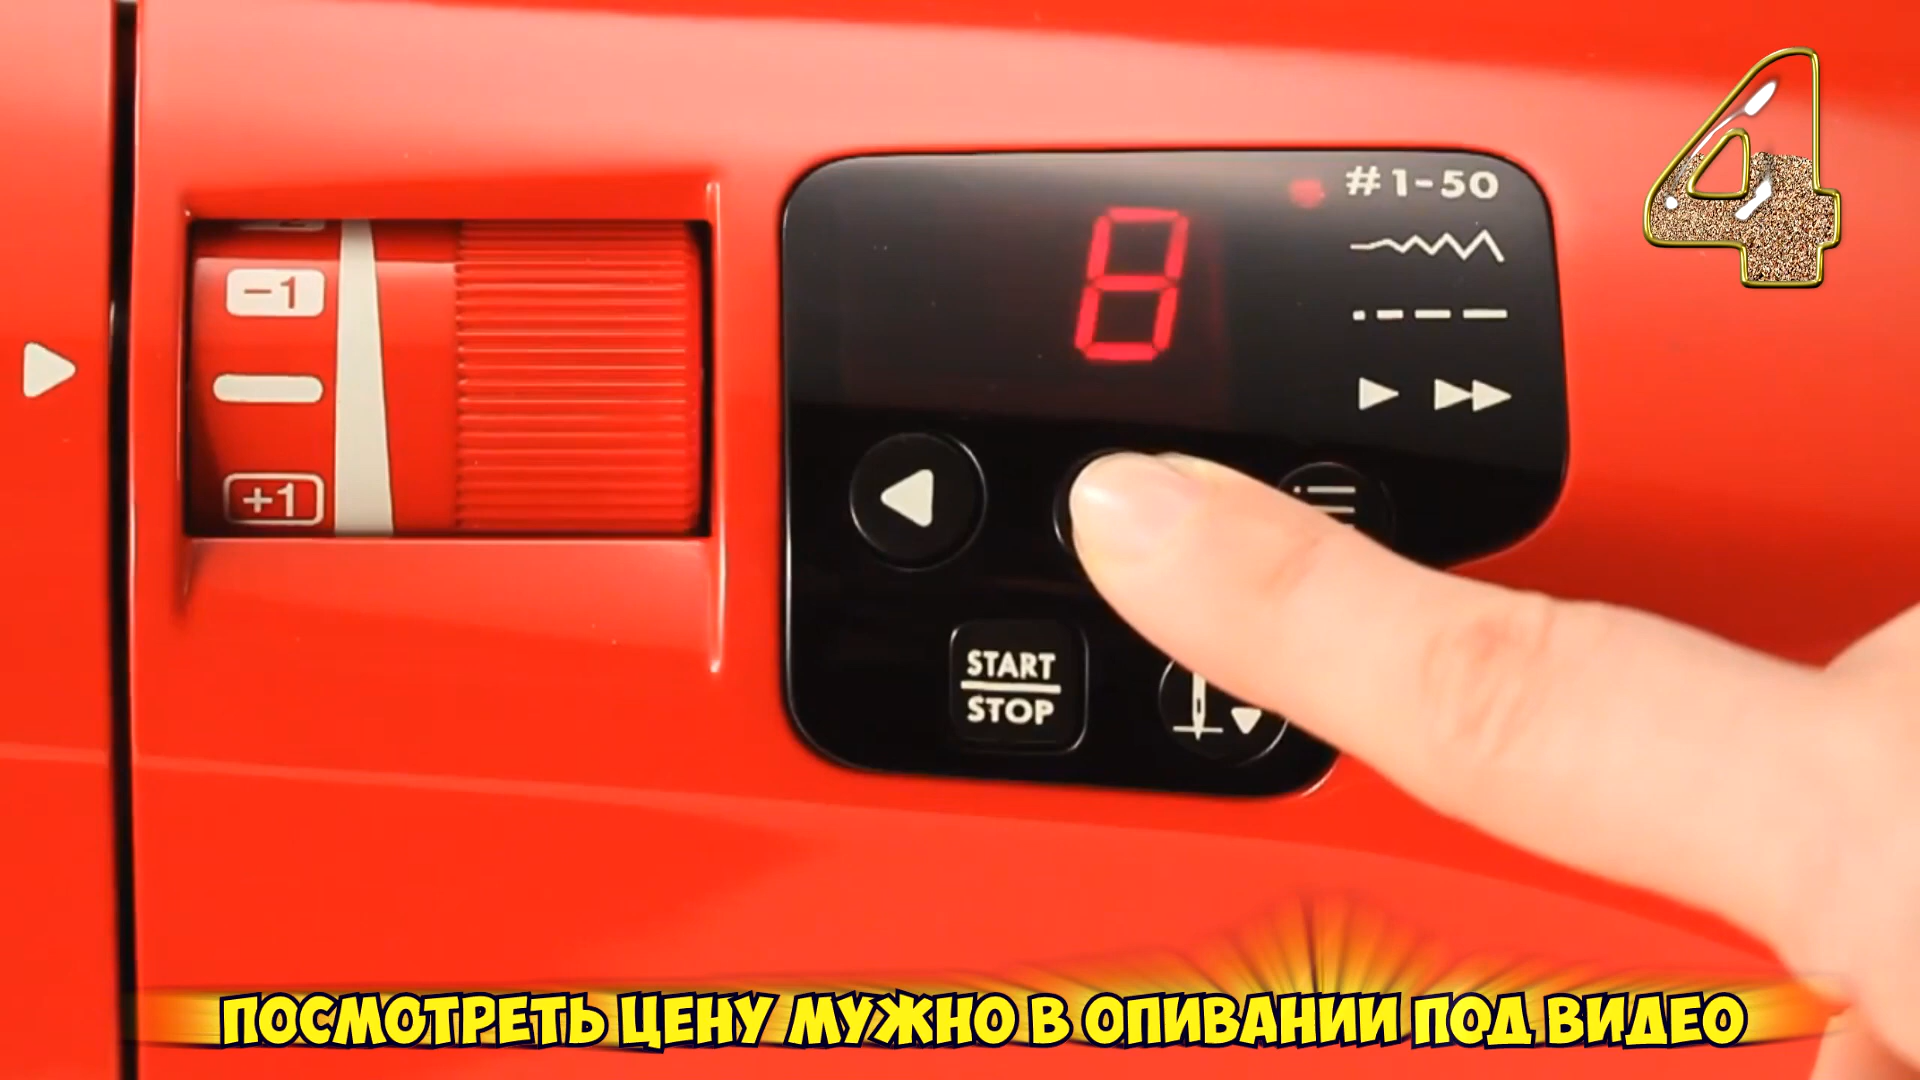 4
#1-50
8
-1
+1
START
STOP
ПОСМОТРЕТЬ ЦЕНУ МУЖНО В ОПИВАНИИ ПОД ВИДЕО